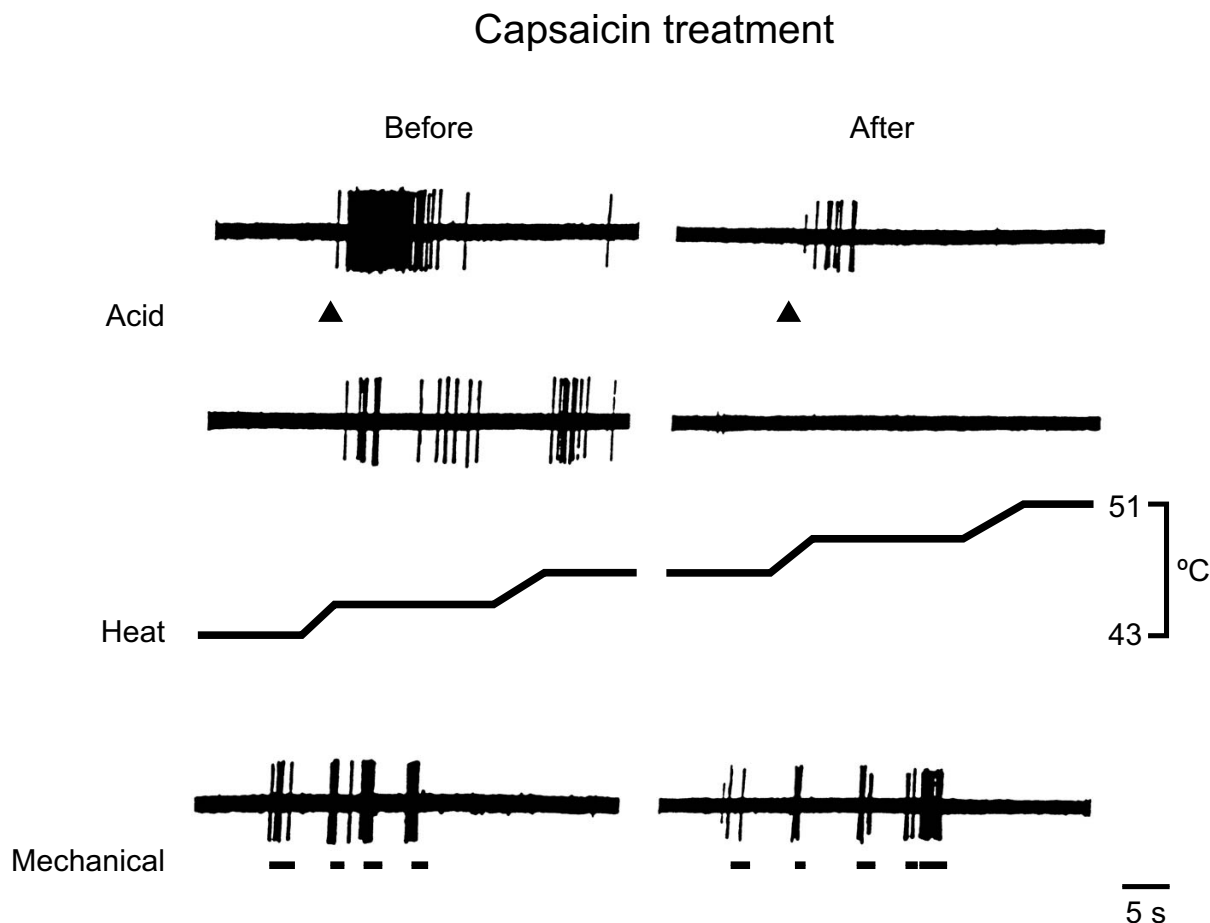 Capsaicin treatment
Before
After
Acid
51
ºC
43
Heat
Mechanical
5 s